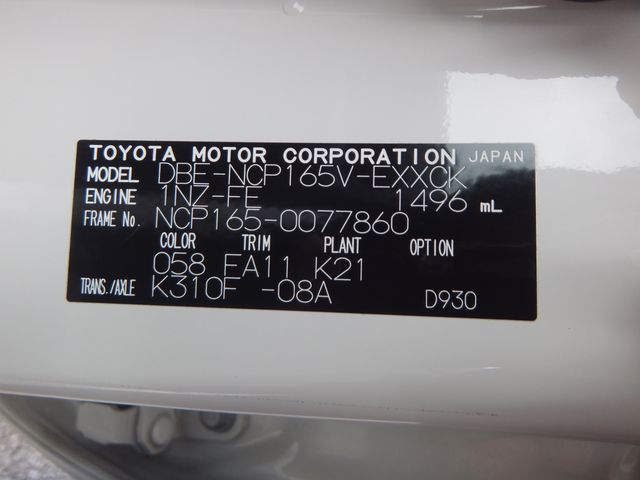 TOYOTA MOTOR CORPORATION JAPAN
MODEL DBE-NCP165V-EXXCK
ENGINE 1NZ-FE 1496 mL
FRAME No. NCP165-0077860
COLOR TRIM PLANT OPTION
058 FA11 K21
TRANS./AXLE K310F -08A
D930